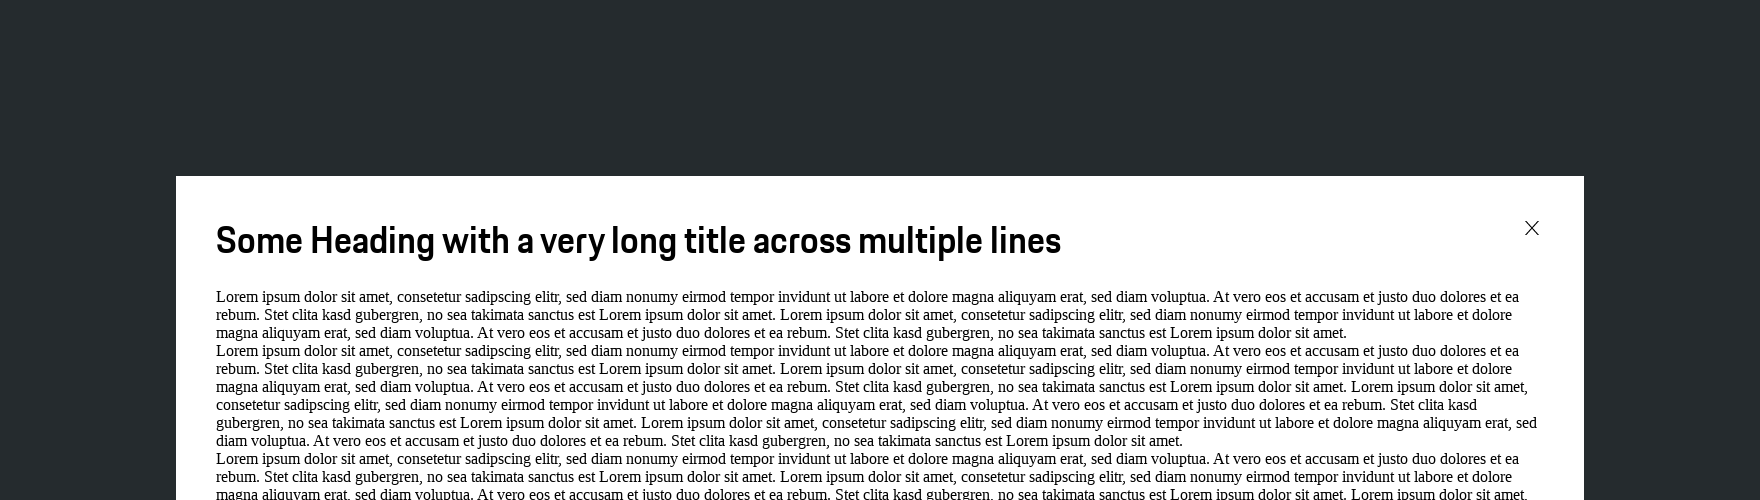 Some Heading with a very long title across multiple lines
Lorem ipsum dolor sit amet, consetetur sadipscing elitr, sed diam nonumy eirmod tempor invidunt ut labore et dolore magna aliquyam erat, sed diam voluptua. At vero eos et accusam et justo duo dolores et ea
rebum. Stet clita kasd gubergren, no sea takimata sanctus est Lorem ipsum dolor sit amet. Lorem ipsum dolor sit amet, consetetur sadipscing elitr, sed diam nonumy eirmod tempor invidunt ut labore et dolore
magna aliquyam erat, sed diam voluptua. At vero eos et accusam et justo duo dolores et ea rebum. Stet clita kasd gubergren, no sea takimata sanctus est Lorem ipsum dolor sit amet.
Lorem ipsum dolor sit amet, consetetur sadipscing elitr, sed diam nonumy eirmod tempor invidunt ut labore et dolore magna aliquyam erat, sed diam voluptua. At vero eos et accusam et justo duo dolores et ea
rebum. Stet clita kasd gubergren, no sea takimata sanctus est Lorem ipsum dolor sit amet. Lorem ipsum dolor sit amet, consetetur sadipscing elitr, sed diam nonumy eirmod tempor invidunt ut labore et dolore
magna aliquyam erat, sed diam voluptua. At vero eos et accusam et justo duo dolores et ea rebum. Stet clita kasd gubergren, no sea takimata sanctus est Lorem ipsum dolor sit amet. Lorem ipsum dolor sit amet,
consetetur sadipscing elitr, sed diam nonumy eirmod tempor invidunt ut labore et dolore magna aliquyam erat, sed diam voluptua. At vero eos et accusam et justo duo dolores et ea rebum. Stet clita kasd
gubergren, no sea takimata sanctus est Lorem ipsum dolor sit amet. Lorem ipsum dolor sit amet, consetetur sadipscing elitr, sed diam nonumy eirmod tempor invidunt ut labore et dolore magna aliquyam erat, sed
diam voluptua. At vero eos et accusam et justo duo dolores et ea rebum. Stet clita kasd gubergren, no sea takimata sanctus est Lorem ipsum dolor sit amet.
Lorem ipsum dolor sit amet, consetetur sadipscing elitr, sed diam nonumy eirmod tempor invidunt ut labore et dolore magna aliquyam erat, sed diam voluptua. At vero eos et accusam et justo duo dolores et ea
rebum. Stet clita kasd gubergren, no sea takimata sanctus est Lorem ipsum dolor sit amet. Lorem ipsum dolor sit amet, consetetur sadipscing elitr, sed diam nonumy eirmod tempor invidunt ut labore et dolore
magna aliquyam erat, sed diam voluptua. At vero eos et accusam et justo duo dolores et ea rebum. Stet clita kasd gubergren, no sea takimata sanctus est Lorem ipsum dolor sit amet. Lorem ipsum dolor sit amet,